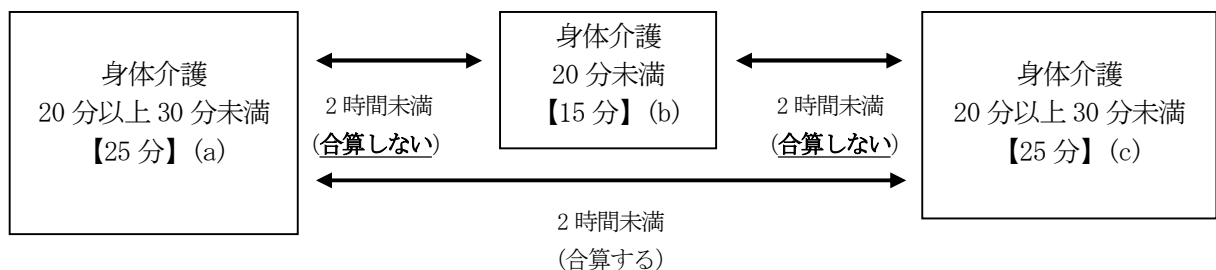 身体介護
20分以上30分未満
【25分】(a)
2時間未満
(合算しない)
身体介護
20分未満
【15分】(b)
2時間未満
(合算しない)
身体介護
20分以上30分未満
【25分】(c)
2時間未満
(合算する)